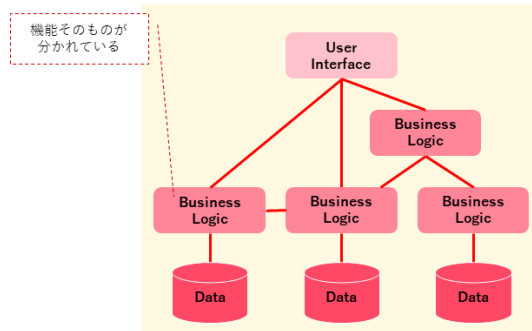 機能そのものが
分かれている
User
Interface
Business
Logic
Business
Logic
Business
Logic
Business
Logic
Data
Data
Data